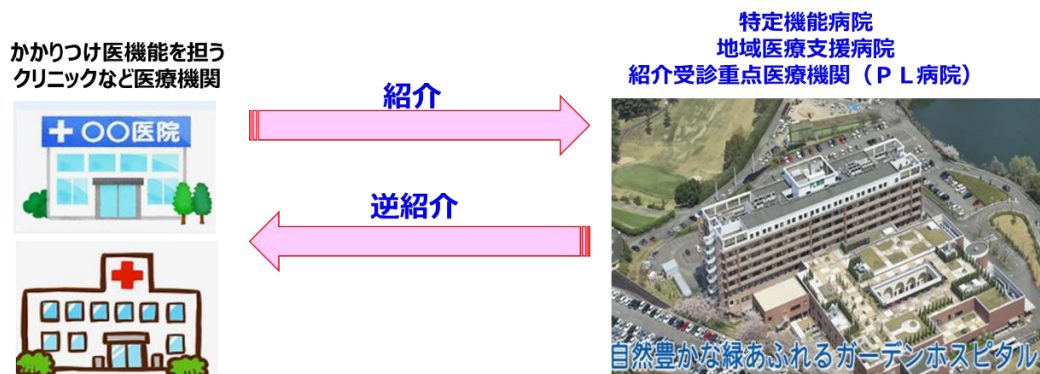 かかりつけ医機能を担う
クリニックなど医療機関
○○医院
紹介
逆紹介
特定機能病院
地域医療支援病院
紹介受診重点医療機関（ＰＬ病院）
自然豊かな緑あふれるガーデンホスピタル